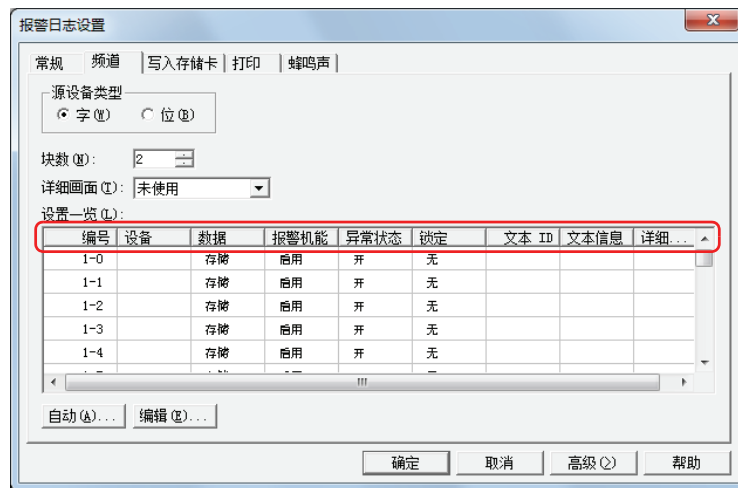 报警日志设置
常规 频道 写入存储卡 打印 蜂鸣声
源设备类型
字(W) 位(B)
块数(N): 2
详细画面(T): 未使用
设置一览(L):
编号 设备 数据 报警机能 异常状态 锁定 文本 ID 文本信息 详细...
1-0 存储 启用 开 无
1-1 存储 启用 开 无
1-2 存储 启用 开 无
1-3 存储 启用 开 无
1-4 存储 启用 开 无
自动(A)... 编辑(E)...
确定 取消 高级(2) 帮助